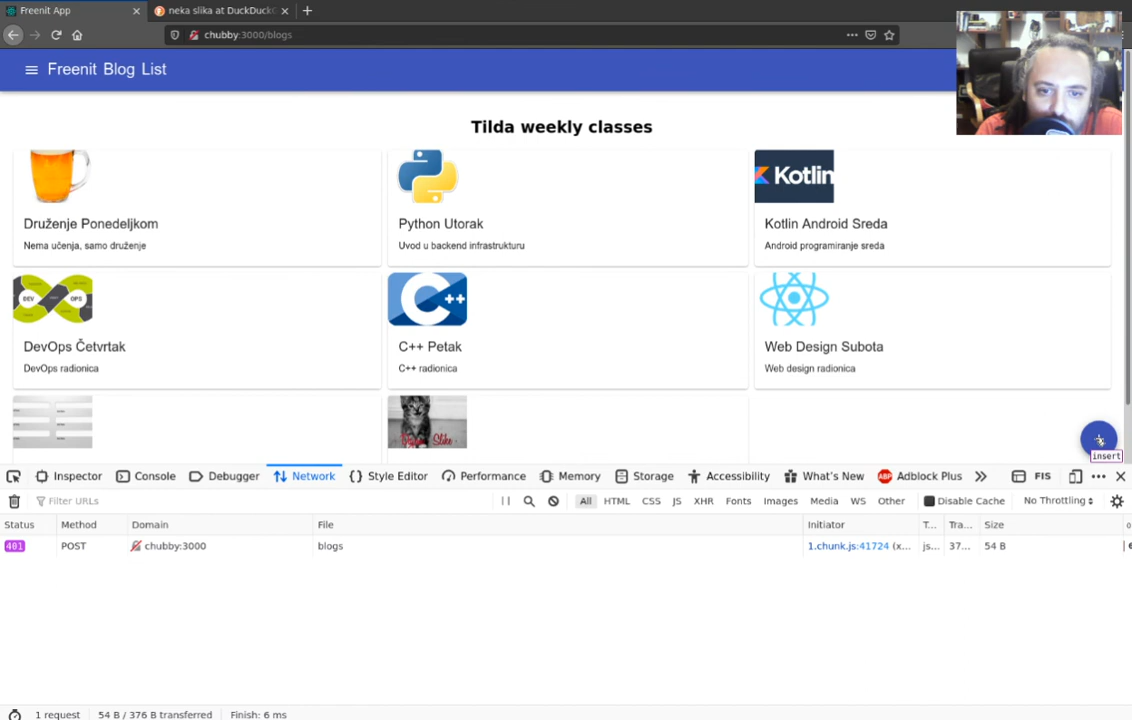 Freenit App
neka slika at DuckDuck
chubby:3000/blogs
Freenit Blog List
Tilda weekly classes
Druženje Ponedeljkom
Nema učenja, samo druženje
Python Utorak
Uvod u backend infrastrukturu
Kotlin
Kotlin Android Sreda
Android programiranje sreda
DEV OPS
DevOps Četvrtak
DevOps radionica
C++
C++ Petak
C++ radionica
Web Design Subota
Web design radionica
insert
Inspector Console Debugger Network Style Editor Performance Memory Storage Accessibility What's New ABP Adblock Plus FIS
Filter URLs All HTML CSS JS XHR Fonts Images Media WS Other Disable Cache No Throttling
Status Method Domain File Initiator T... Tra... Size
401 POST chubby:3000 blogs 1.chunk.js:41724 (x... js... 37... 54 B
1 request 54 B / 376 B transferred Finish: 6 ms